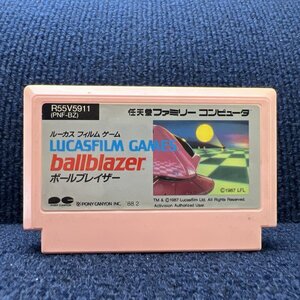 R55V5911
(PNF-BZ)
任天堂ファミリー コンピュータ
ルーカス フィルム ゲーム
LUCASFILM GAMES
ballblazer
ボールブレイザー
©1987 LFL
© PONY CANYON INC. '88.2
TM & ©1987 Lucasfilm Ltd. All Rights Reserved.
Activision Authorized User.